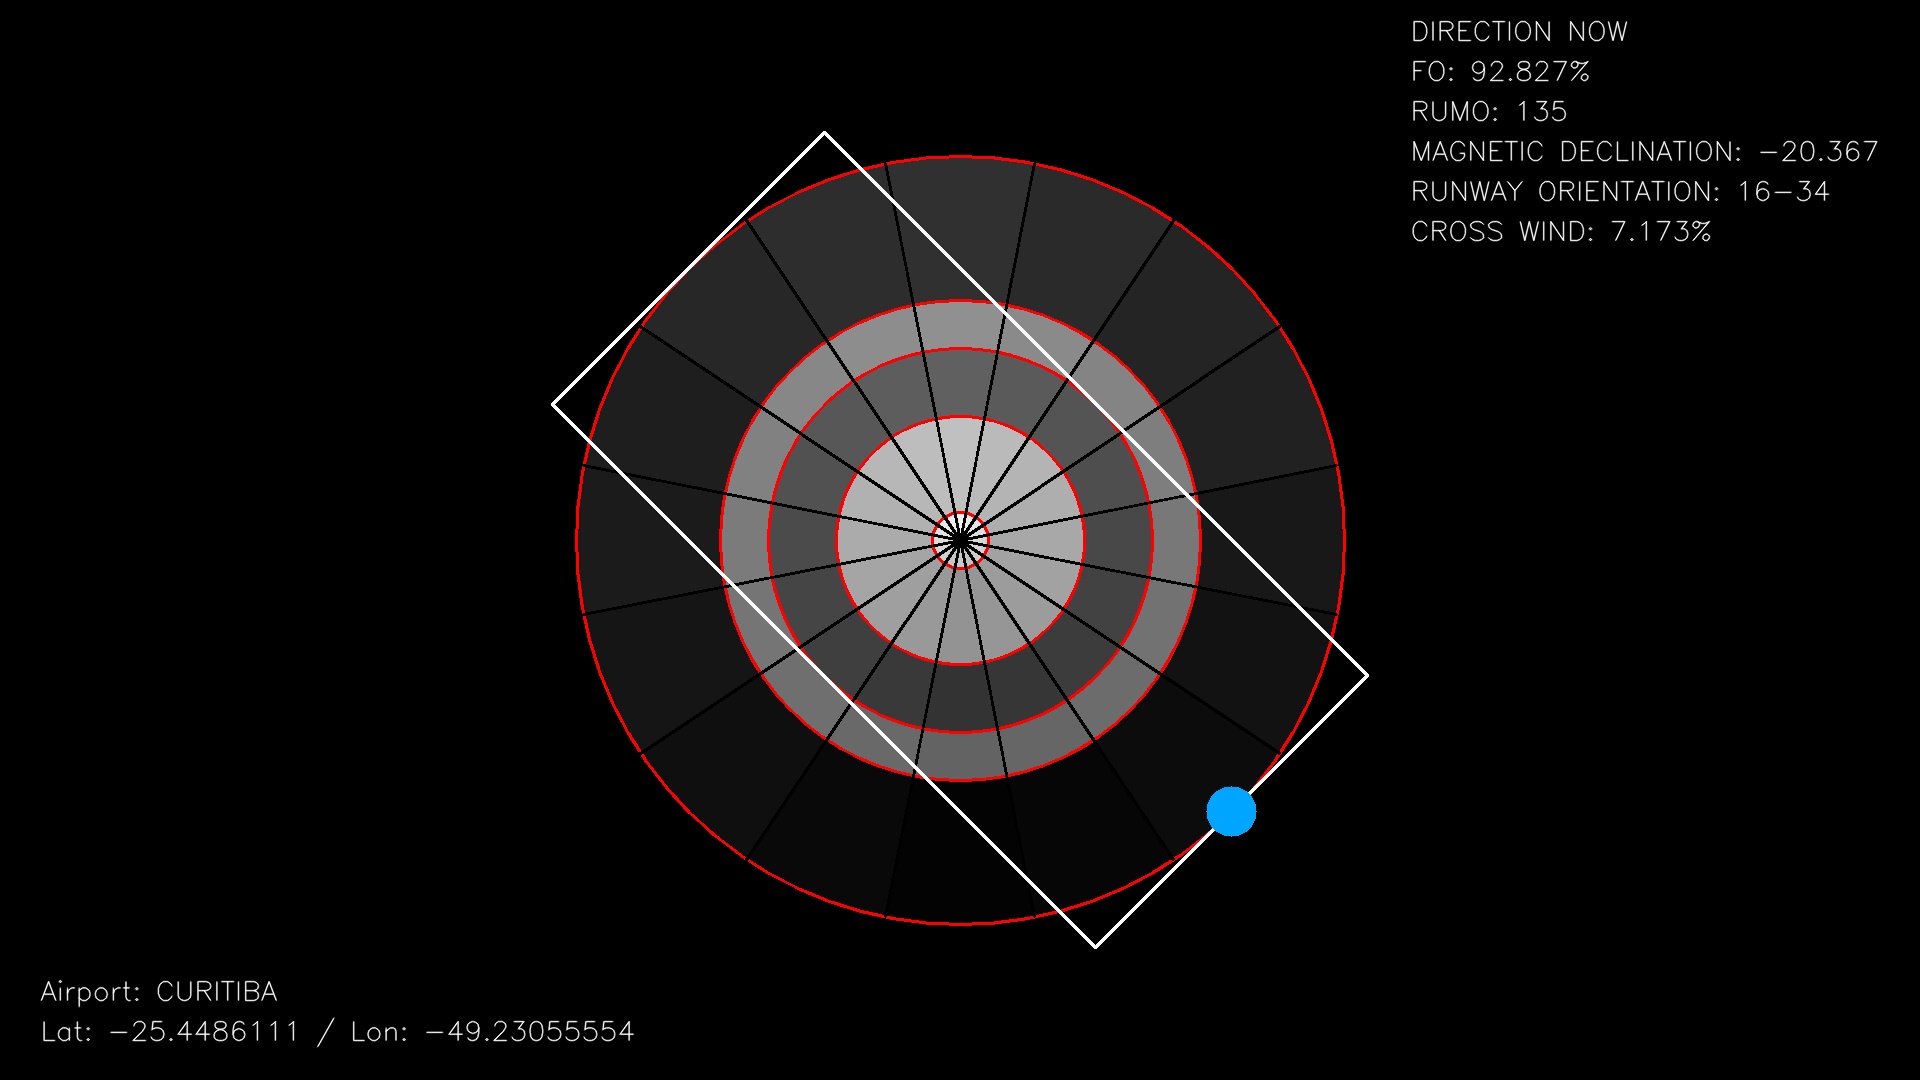 DIRECTION NOW
FO: 92.827%
RUMO: 135
MAGNETIC DECLINATION: -20.367
RUNWAY ORIENTATION: 16-34
CROSS WIND: 7.173%
Airport: CURITIBA
Lat: -25.4486111 / Lon: -49.23055554